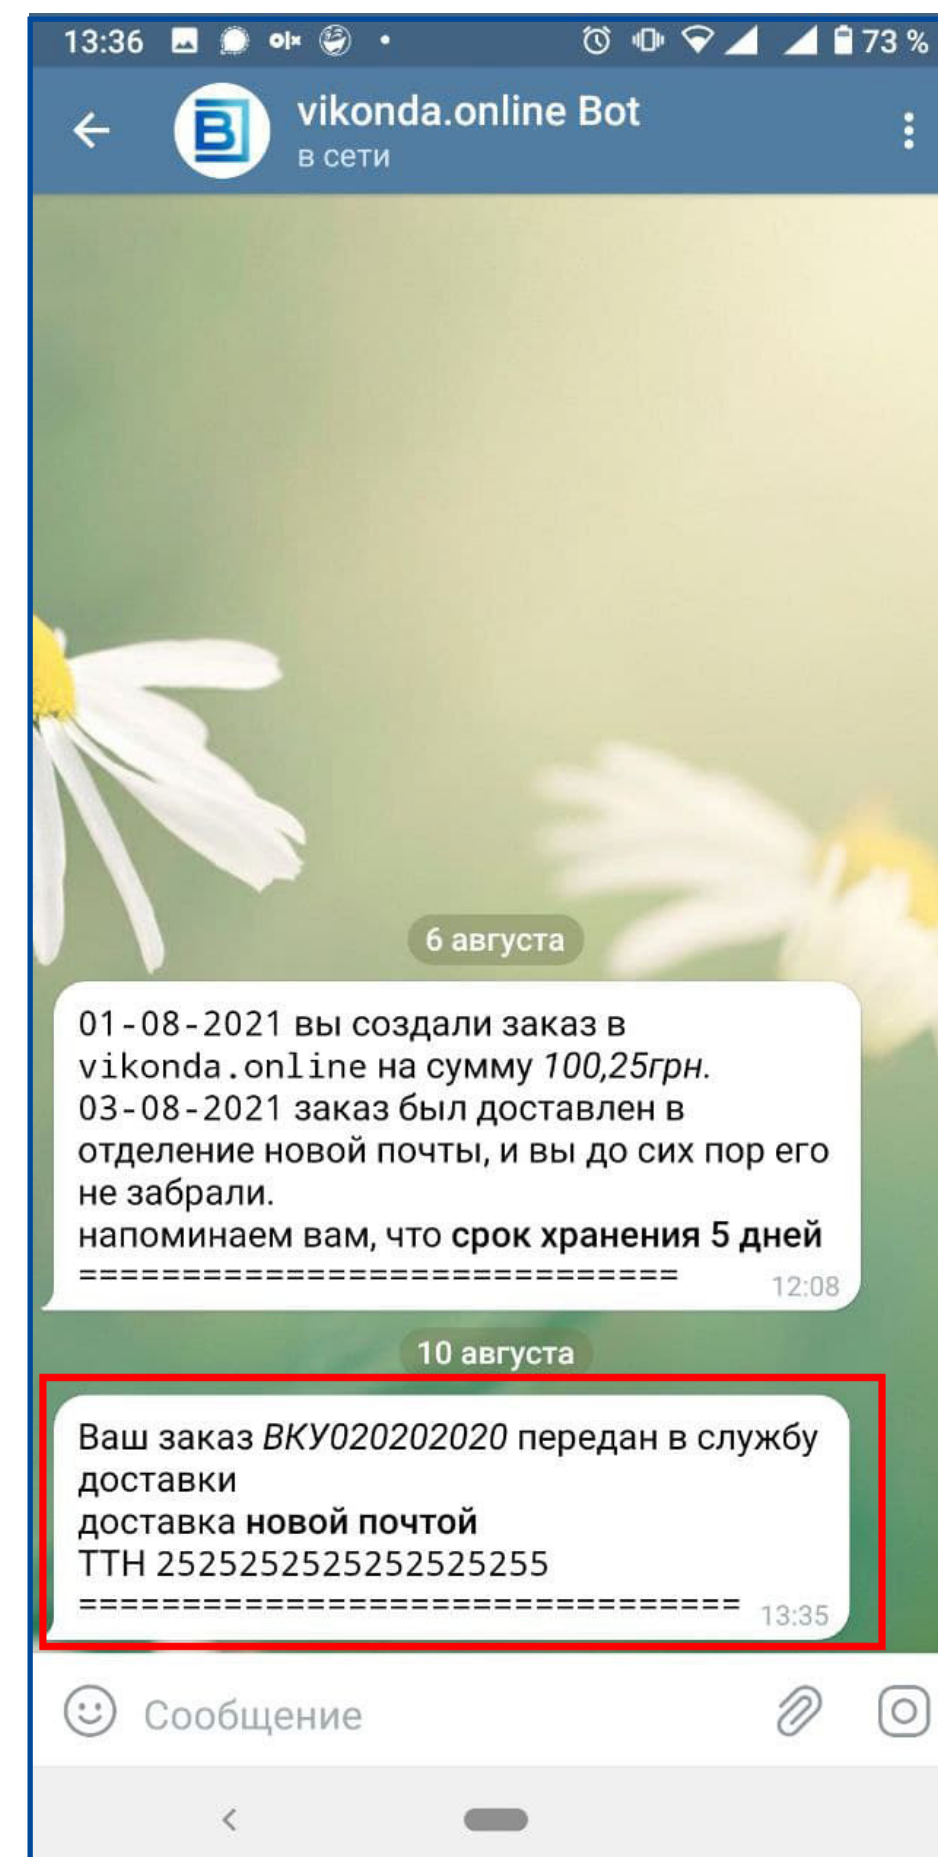 13:36
73 %
vikonda.online Bot
в сети
6 августа
01-08-2021 вы создали заказ в
vikonda.online на сумму 100,25грн.
03-08-2021 заказ был доставлен в
отделение новой почты, и вы до сих пор его
не забрали.
напоминаем вам, что срок хранения 5 дней
=============================
12:08
10 августа
Ваш заказ ВКУ020202020 передан в службу
доставки
доставка новой почтой
ТТН 2525252525252525255
================================
13:35
Сообщение